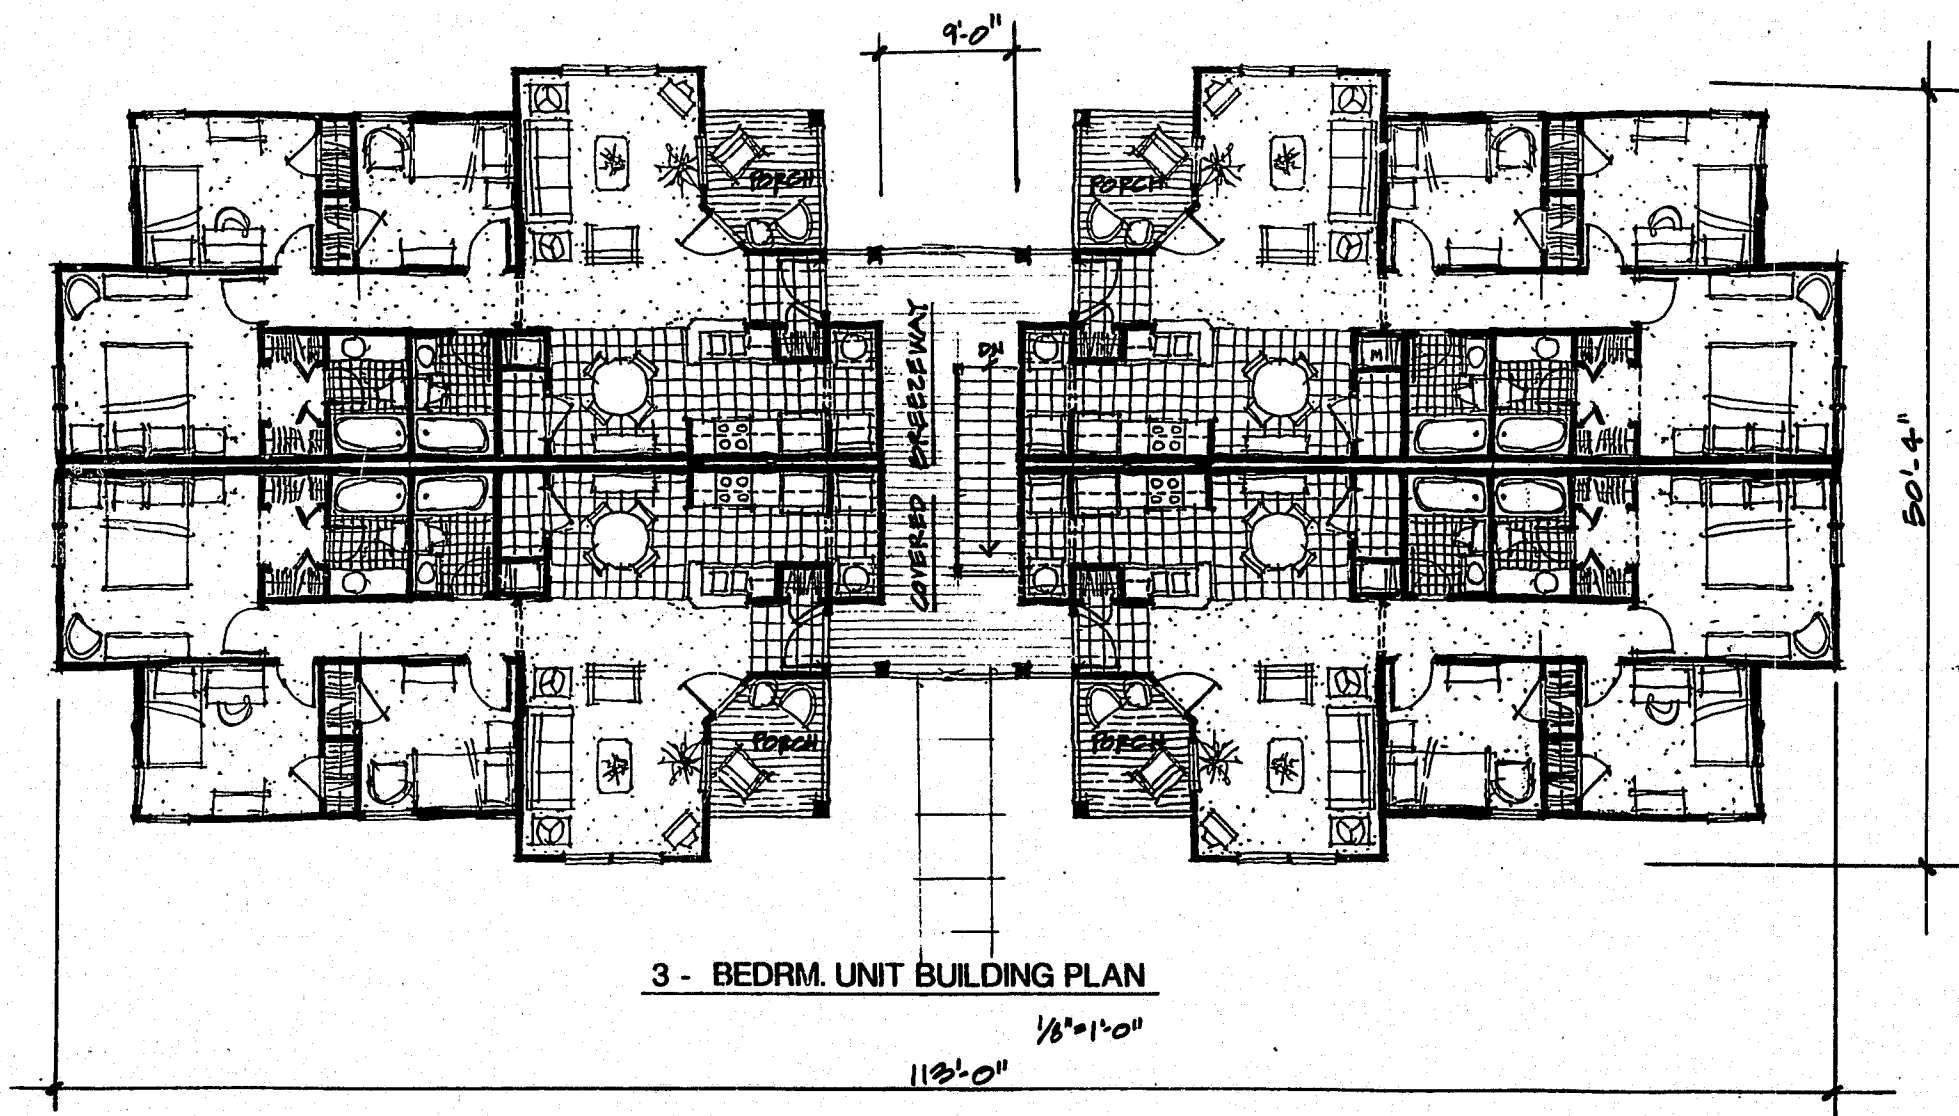 9'-0"
PORCH
PORCH
COVERED BREEZEWAY
DN
M
50'-4"
PORCH
PORCH
3 - BEDRM. UNIT BUILDING PLAN
1/8"=1'-0"
113'-0"